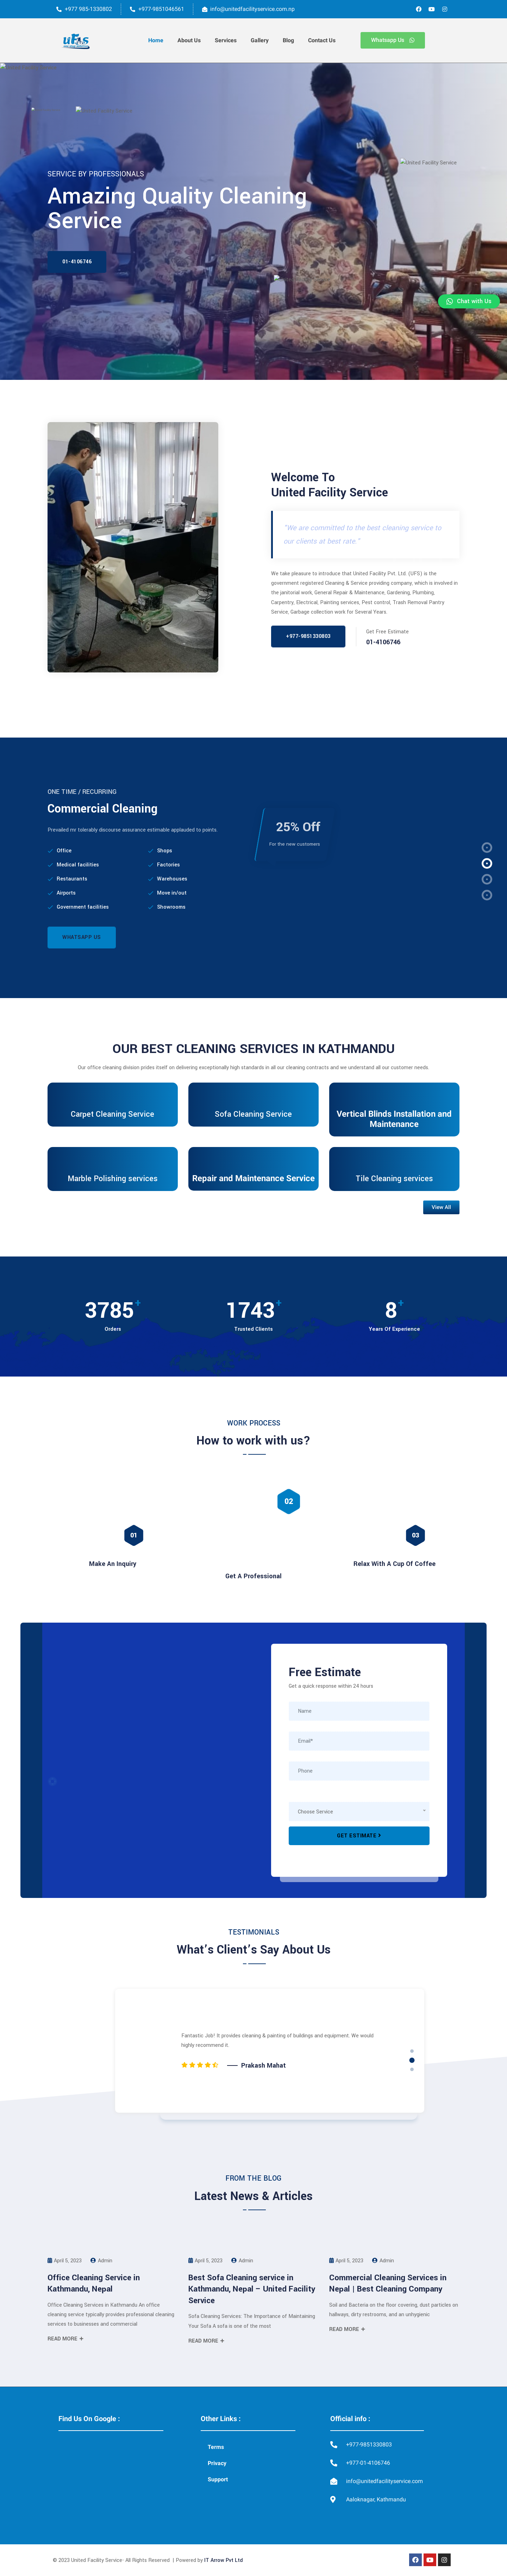 +977 985-1330802
+977-9851046561
info@unitedfacilityservice.com.np
UFS
Home
About Us
Services
Gallery
Blog
Contact Us
Whatsapp Us
United Facility Service
SERVICE BY PROFESSIONALS
Amazing Quality Cleaning
Service
01-4106746
Chat with Us
Welcome To
United Facility Service
"We are committed to the best cleaning service to
our clients at best rate."
We take pleasure to introduce that United Facility Pvt. Ltd. (UFS) is the
government registered Cleaning & Service providing company, which is involved in
the janitorial work, General Repair & Maintenance, Gardening, Plumbing,
Carpentry, Electrical, Painting services, Pest control, Trash Removal Pantry
Service, Garbage collection work for Several Years.
+977-9851330803
Get Free Estimate
01-4106746
ONE TIME / RECURRING
Commercial Cleaning
Prevailed mr tolerably discourse assurance estimable applauded to points.
Office
Shops
Medical facilities
Factories
Restaurants
Warehouses
Airports
Move in/out
Government facilities
Showrooms
WHATSAPP US
25% Off
For the new customers
OUR BEST CLEANING SERVICES IN KATHMANDU
Our office cleaning division prides itself on delivering exceptionally high standards in all our cleaning contracts and we understand all our customer needs.
Carpet Cleaning Service
Sofa Cleaning Service
Vertical Blinds Installation and
Maintenance
Marble Polishing services
Repair and Maintenance Service
Tile Cleaning services
View All
3785+
Orders
1743+
Trusted Clients
8+
Years Of Experience
WORK PROCESS
How to work with us?
01
Make An Inquiry
02
Get A Professional
03
Relax With A Cup Of Coffee
Free Estimate
Get a quick response within 24 hours
Name
Email*
Phone
Choose Service
GET ESTIMATE
TESTIMONIALS
What's Client's Say About Us
Fantastic Job! It provides cleaning & painting of buildings and equipment. We would
highly recommend it.
Prakash Mahat
FROM THE BLOG
Latest News & Articles
April 5, 2023
Admin
Office Cleaning Service in
Kathmandu, Nepal
Office Cleaning Services in Kathmandu An office
cleaning service typically provides professional cleaning
services to businesses and commercial
READ MORE +
April 5, 2023
Admin
Best Sofa Cleaning service in
Kathmandu, Nepal – United Facility
Service
Sofa Cleaning Services: The Importance of Maintaining
Your Sofa A sofa is one of the most
READ MORE +
April 5, 2023
Admin
Commercial Cleaning Services in
Nepal | Best Cleaning Company
Soil and Bacteria on the floor covering, dust particles on
hallways, dirty restrooms, and an unhygienic
READ MORE +
Find Us On Google :
Other Links :
Terms
Privacy
Support
Official info :
+977-9851330803
+977-01-4106746
info@unitedfacilityservice.com
Aaloknagar, Kathmandu
© 2023 United Facility Service- All Rights Reserved | Powered by IT Arrow Pvt Ltd